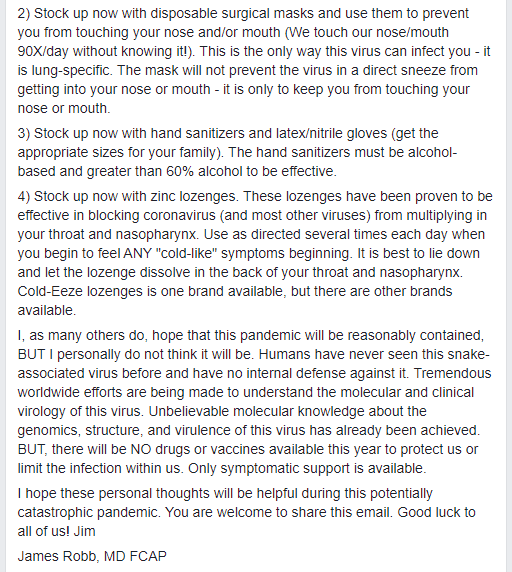 2) Stock up now with disposable surgical masks and use them to prevent
you from touching your nose and/or mouth (We touch our nose/mouth
90X/day without knowing it!). This is the only way this virus can infect you - it
is lung-specific. The mask will not prevent the virus in a direct sneeze from
getting into your nose or mouth - it is only to keep you from touching your
nose or mouth.
3) Stock up now with hand sanitizers and latex/nitrile gloves (get the
appropriate sizes for your family). The hand sanitizers must be alcohol-
based and greater than 60% alcohol to be effective.
4) Stock up now with zinc lozenges. These lozenges have been proven to be
effective in blocking coronavirus (and most other viruses) from multiplying in
your throat and nasopharynx. Use as directed several times each day when
you begin to feel ANY "cold-like" symptoms beginning. It is best to lie down
and let the lozenge dissolve in the back of your throat and nasopharynx.
Cold-Eeze lozenges is one brand available, but there are other brands
available.
I, as many others do, hope that this pandemic will be reasonably contained,
BUT I personally do not think it will be. Humans have never seen this snake-
associated virus before and have no internal defense against it. Tremendous
worldwide efforts are being made to understand the molecular and clinical
virology of this virus. Unbelievable molecular knowledge about the
genomics, structure, and virulence of this virus has already been achieved.
BUT, there will be NO drugs or vaccines available this year to protect us or
limit the infection within us. Only symptomatic support is available.
I hope these personal thoughts will be helpful during this potentially
catastrophic pandemic. You are welcome to share this email. Good luck to
all of us! Jim
James Robb, MD FCAP